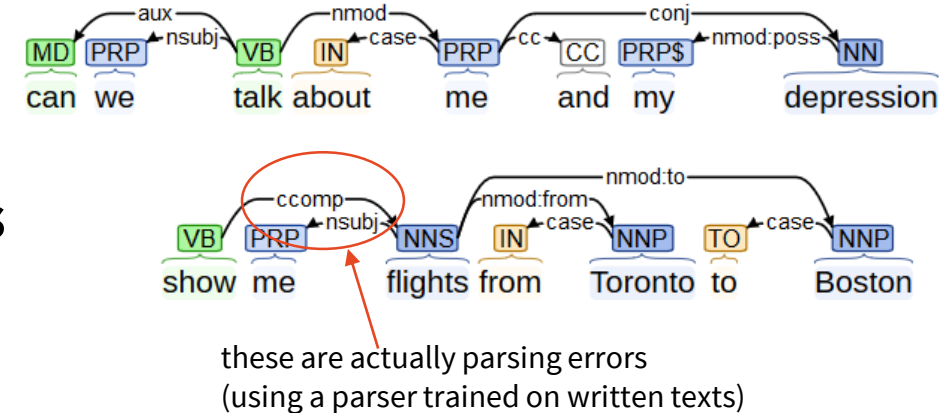 aux nmod conj
nsubj case cc nmod:poss
MD PRP VB IN PRP CC PRP$ NN
can we talk about me and my depression
nmod:to
ccomp nmod:from
nsubj case case
VB PRP NNS IN NNP TO NNP
s
show me flights from Toronto to Boston
these are actually parsing errors
(using a parser trained on written texts)